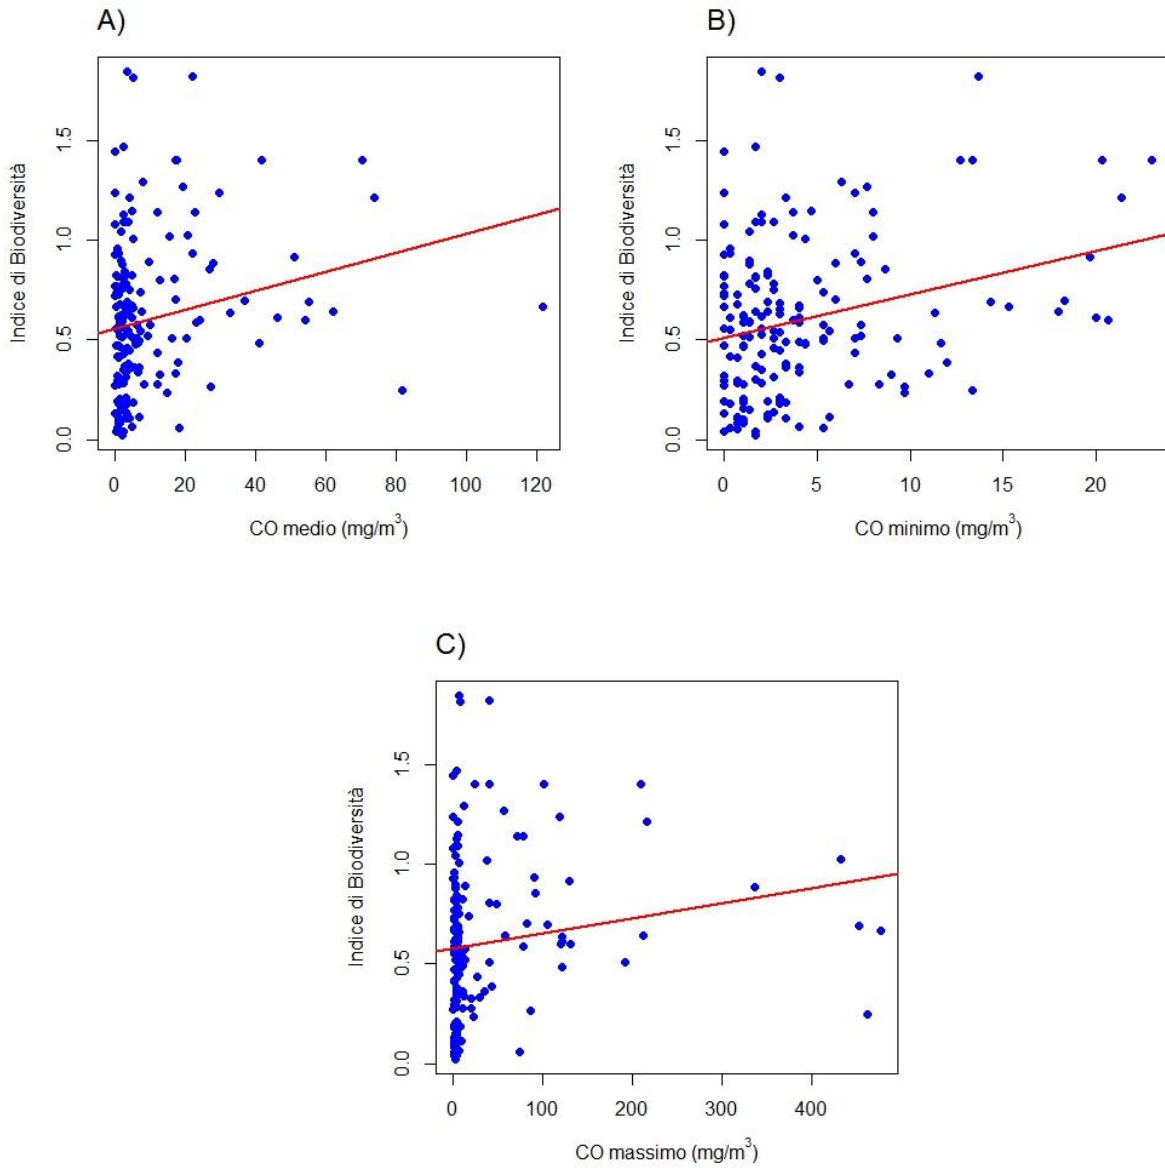 A)
Indice di Biodiversità
0.0 0.5 1.0 1.5
0 20 40 60 80 100 120
CO medio (mg/m³)
B)
Indice di Biodiversità
0.0 0.5 1.0 1.5
0 5 10 15 20
CO minimo (mg/m³)
C)
Indice di Biodiversità
0.0 0.5 1.0 1.5
0 100 200 300 400
CO massimo (mg/m³)